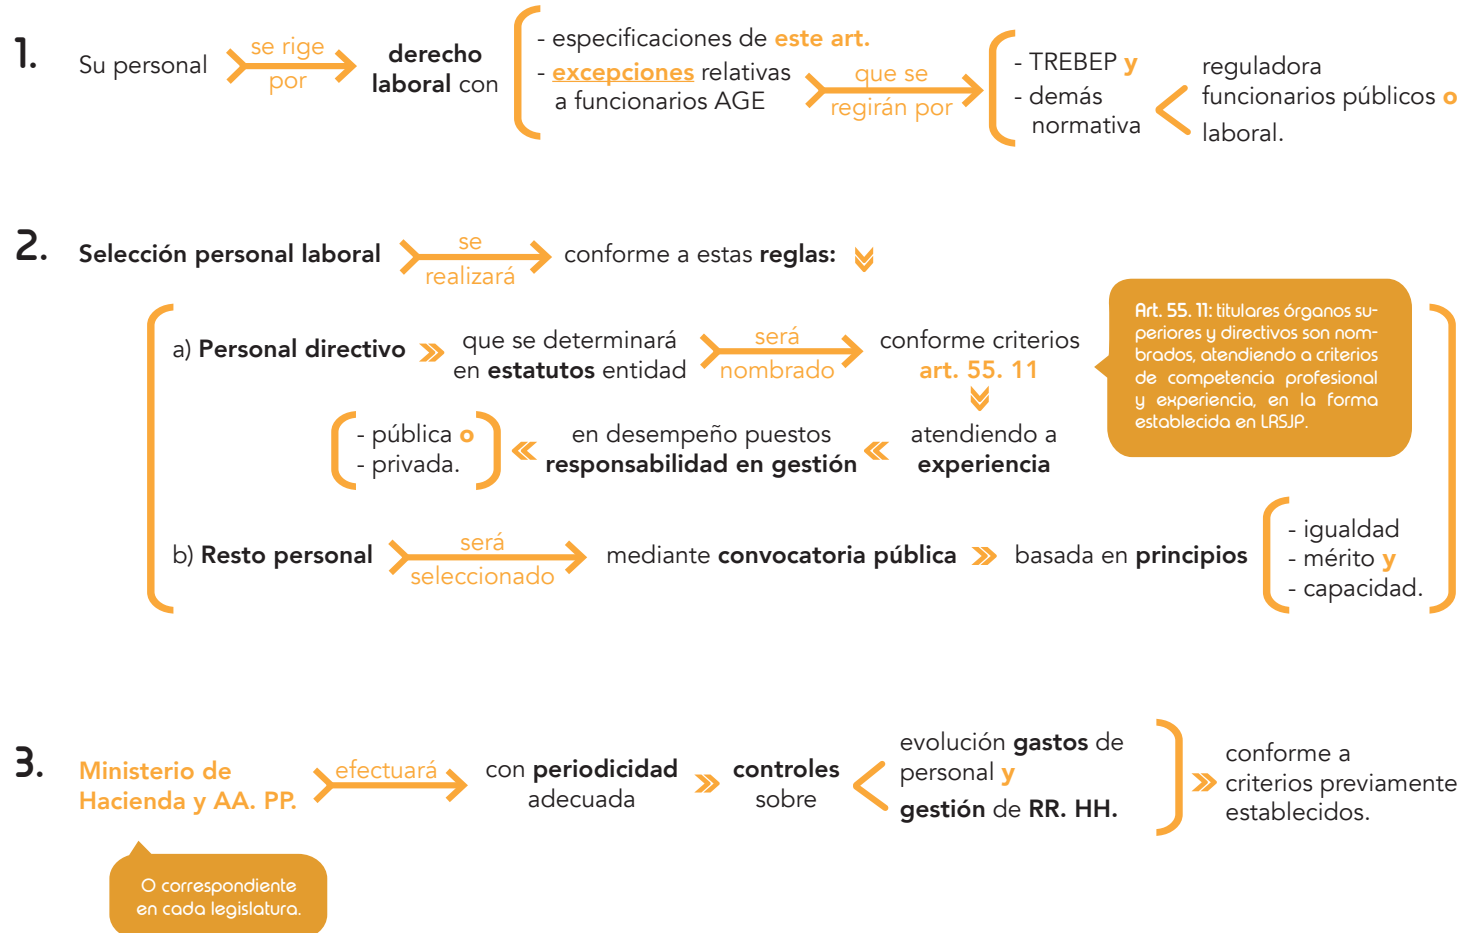 1. Su personal se rige por derecho laboral con
- especificaciones de este art.
- excepciones relativas
a funcionarios AGE
que se
regirán por
- TREBEP y
- demás
normativa
reguladora
funcionarios públicos o
laboral.
2. Selección personal laboral se realizará conforme a estas reglas:
a) Personal directivo
que se determinará
en estatutos entidad
será
nombrado
conforme criterios
art. 55. 11
Art. 55. 11: titulares órganos su-
periores y directivos son nom-
brados, atendiendo a criterios
de competencia profesional
y experiencia, en la forma
establecida en LRSJP.
atendiendo a
experiencia
en desempeño puestos
responsabilidad en gestión
- pública o
- privada.
b) Resto personal será seleccionado mediante convocatoria pública basada en principios
- igualdad
- mérito y
- capacidad.
3. Ministerio de
Hacienda y AA. PP.
efectuará
con periodicidad
adecuada
controles
sobre
evolución gastos de
personal y
gestión de RR. HH.
conforme a
criterios previamente
establecidos.
O correspondiente
en cada legislatura.